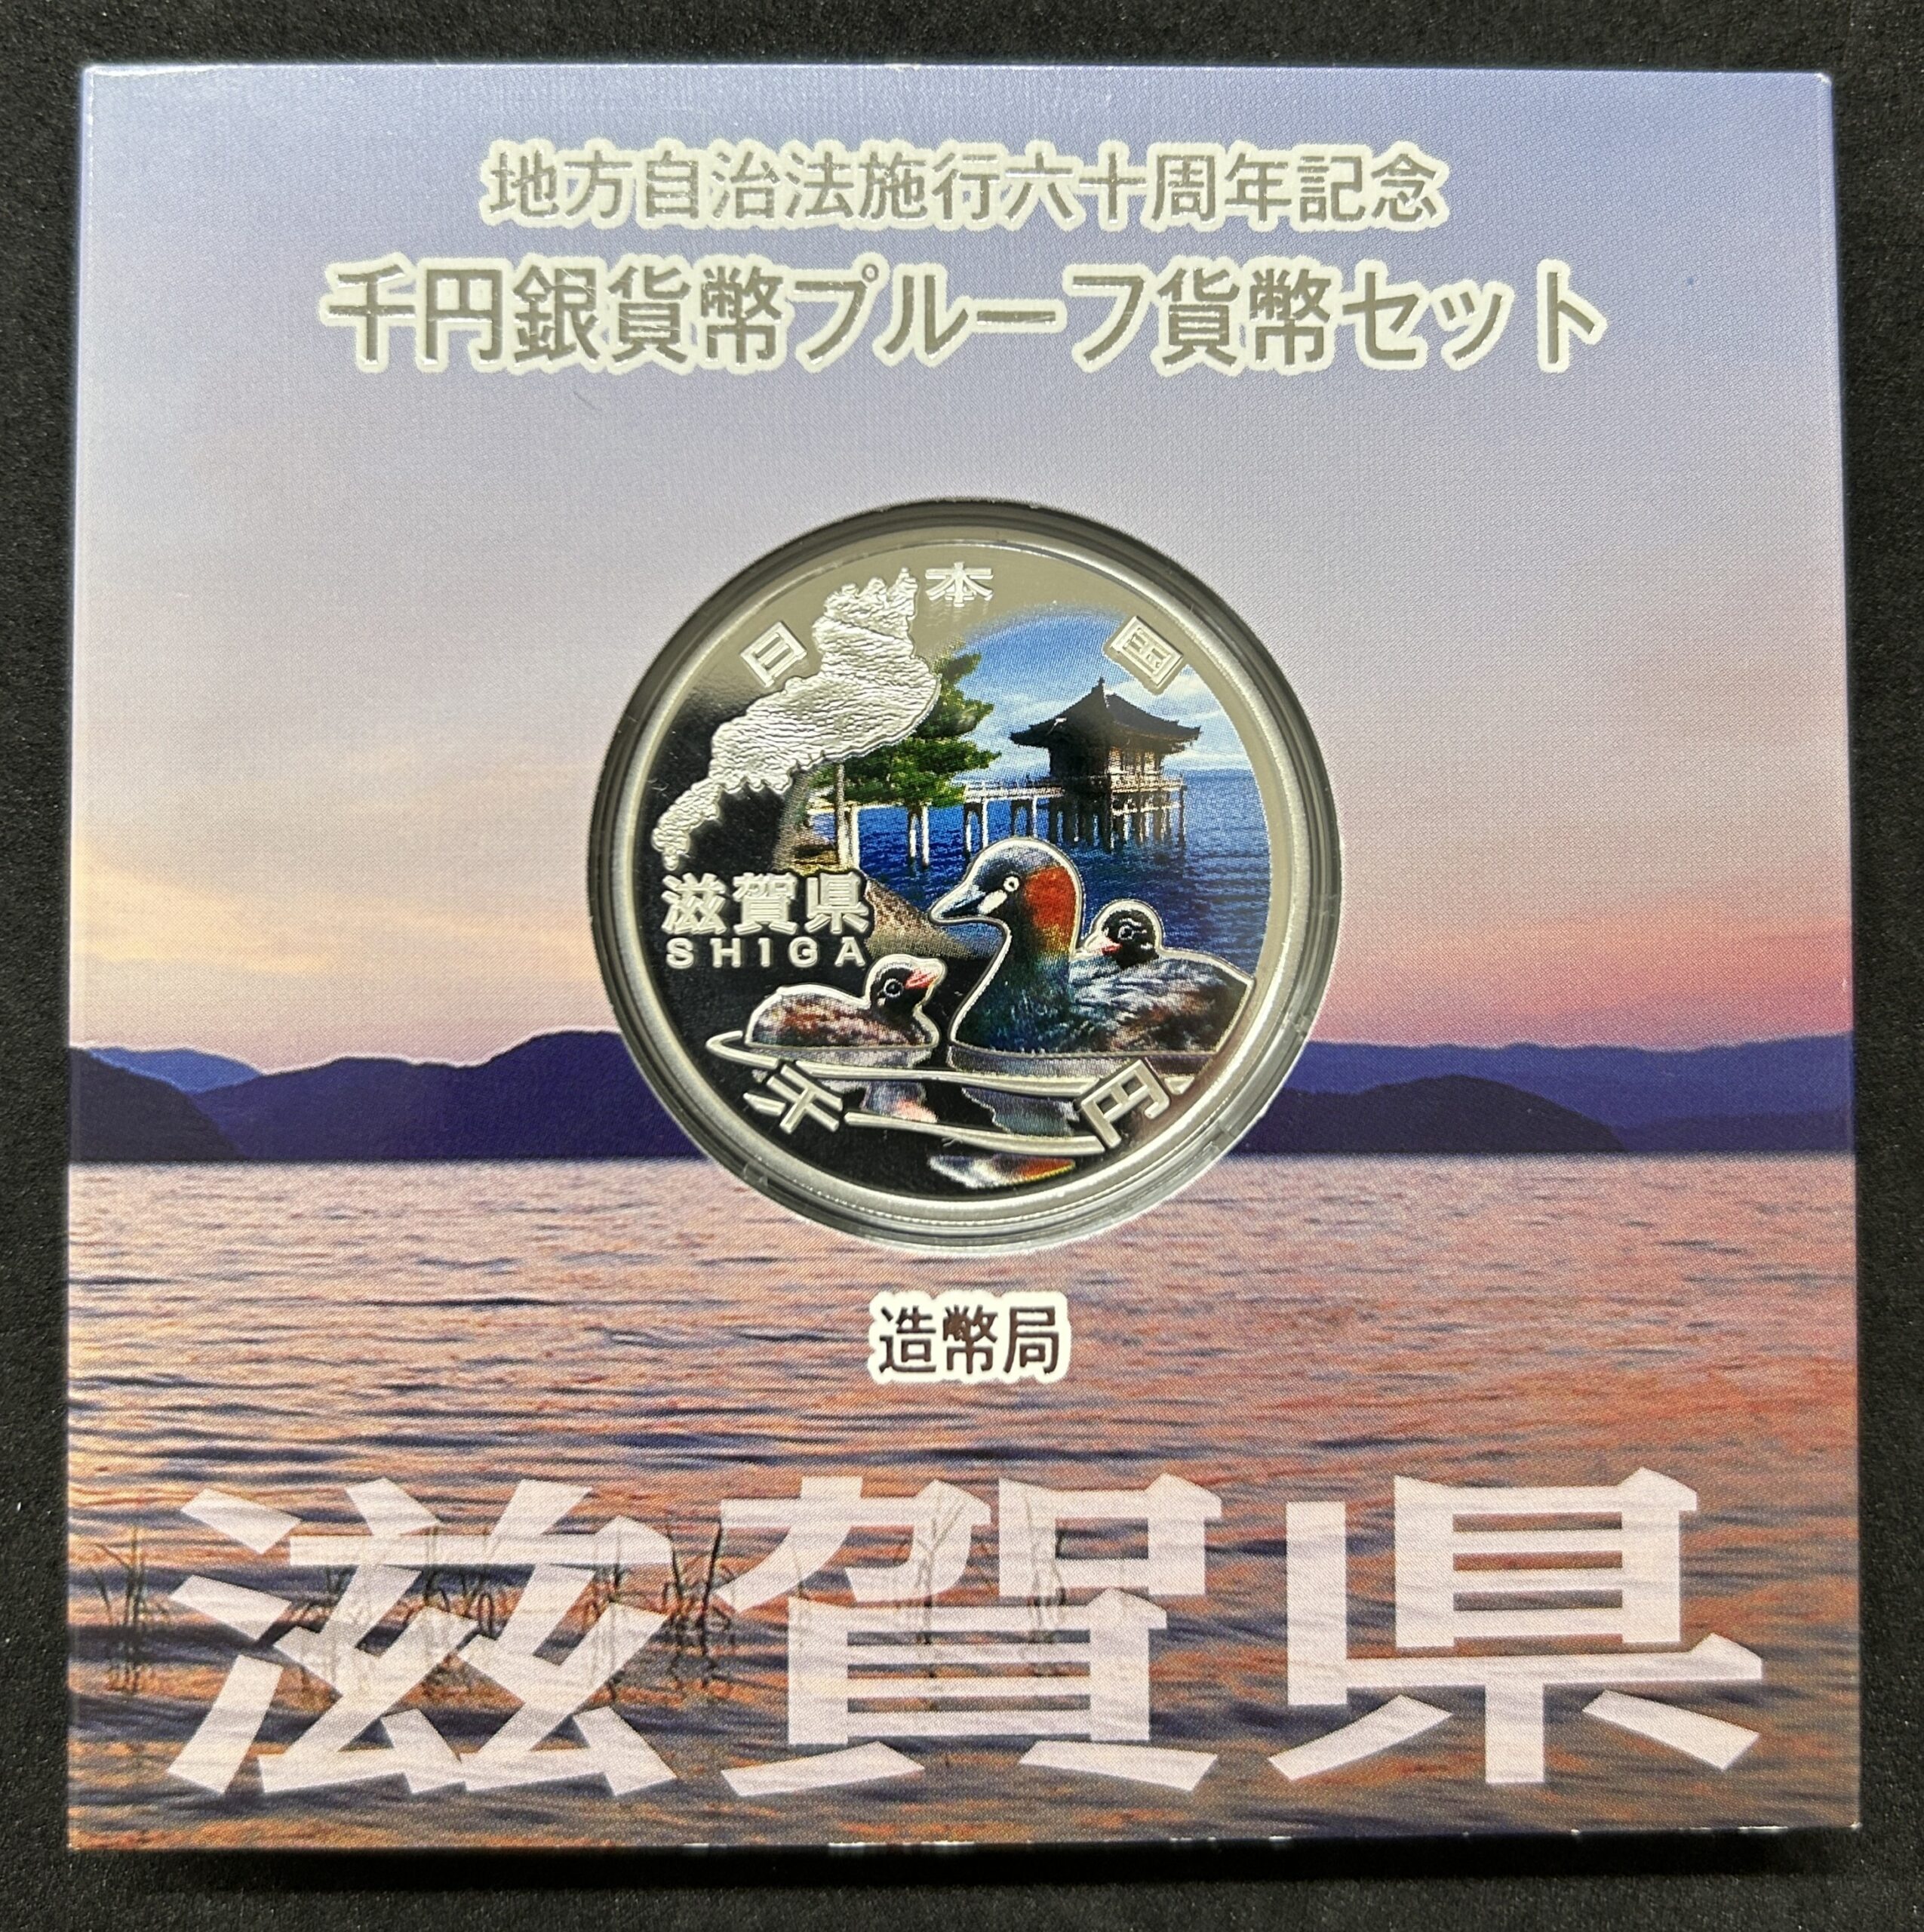 地方自治法施行六十周年記念
千円銀貨幣プルーフ貨幣セット
日本国
滋賀県
SHIGA
千円
造幣局
滋賀県